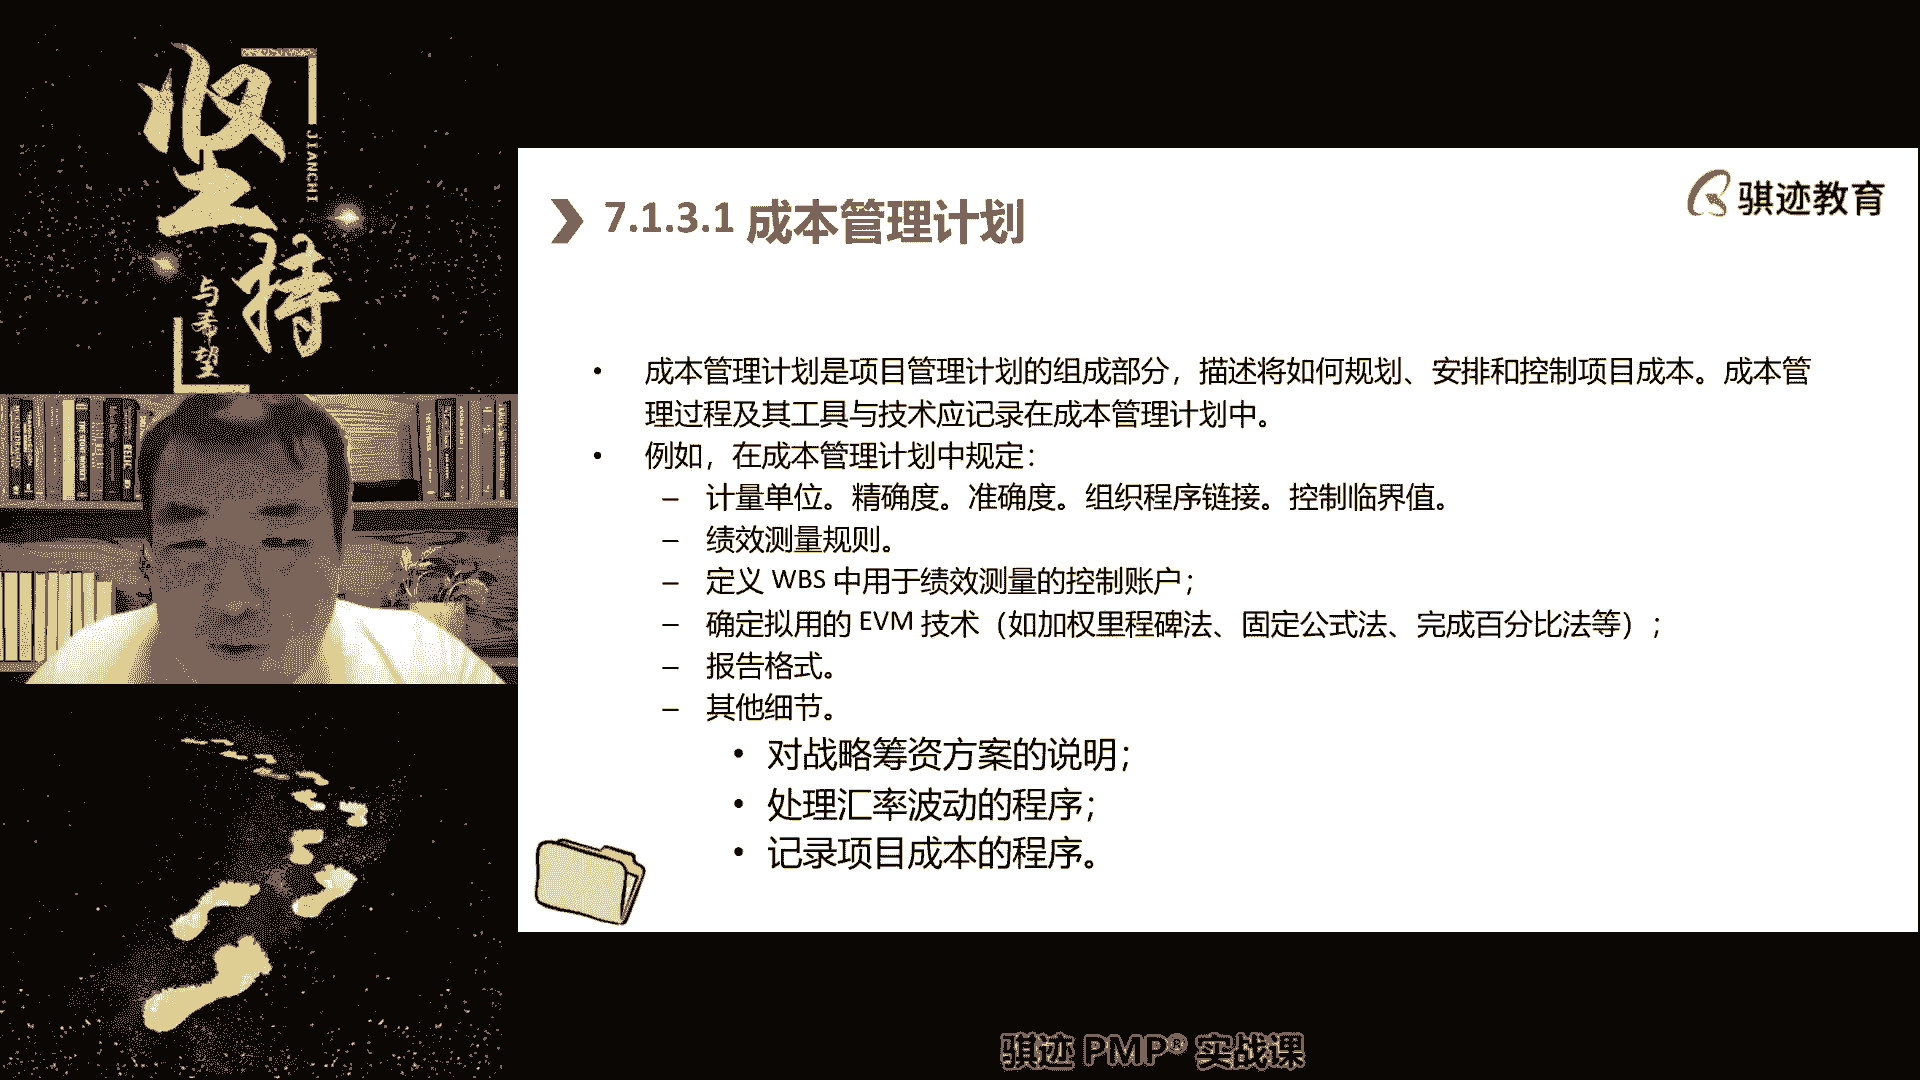 坚持
JIANCHI
与希望
骐迹教育
7.1.3.1 成本管理计划
• 成本管理计划是项目管理计划的组成部分，描述将如何规划、安排和控制项目成本。成本管
理过程及其工具与技术应记录在成本管理计划中。
• 例如，在成本管理计划中规定：
– 计量单位。精确度。准确度。组织程序链接。控制临界值。
– 绩效测量规则。
– 定义 WBS 中用于绩效测量的控制账户；
– 确定拟用的 EVM 技术（如加权里程碑法、固定公式法、完成百分比法等）；
– 报告格式。
– 其他细节。
• 对战略筹资方案的说明；
• 处理汇率波动的程序；
• 记录项目成本的程序。
骐迹 PMP® 实战课